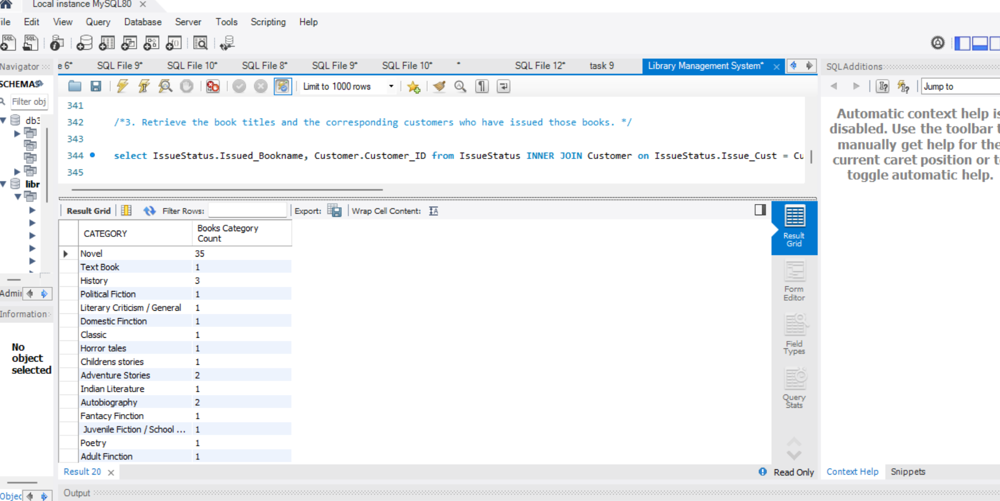 Local instance MySQL80
ile Edit View Query Database Server Tools Scripting Help
SQL SQL
Navigator
e 6* SQL File 9* SQL File 10* SQL File 8* SQL File 9* SQL File 10* * SQL File 12* task 9 Library Management System*
SQLAdditions
SCHEMAS
Limit to 1000 rows
Jump to
Filter obj
341
342 /*3. Retrieve the book titles and the corresponding customers who have issued those books. */
343
344 select IssueStatus.Issued_Bookname, Customer.Customer_ID from IssueStatus INNER JOIN Customer on IssueStatus.Issue_Cust = Cu
345
db3
libr
Automatic context help is
disabled. Use the toolbar t
manually get help for the
current caret position or t
toggle automatic help.
Result Grid Filter Rows: Export: Wrap Cell Content:
CATEGORY Books Category Count
Novel 35
Text Book 1
History 3
Political Fiction 1
Literary Criticism / General 1
Domestic Finction 1
Classic 1
Horror tales 1
Childrens stories 1
Adventure Stories 2
Indian Literature 1
Autobiography 2
Fantacy Finction 1
Juvenile Fiction / School ... 1
Poetry 1
Adult Finction 1
Result Grid
Form Editor
Field Types
Query Stats
Admi
Information
No
object
selected
Result 20
Read Only
Context Help Snippets
Objec
Output